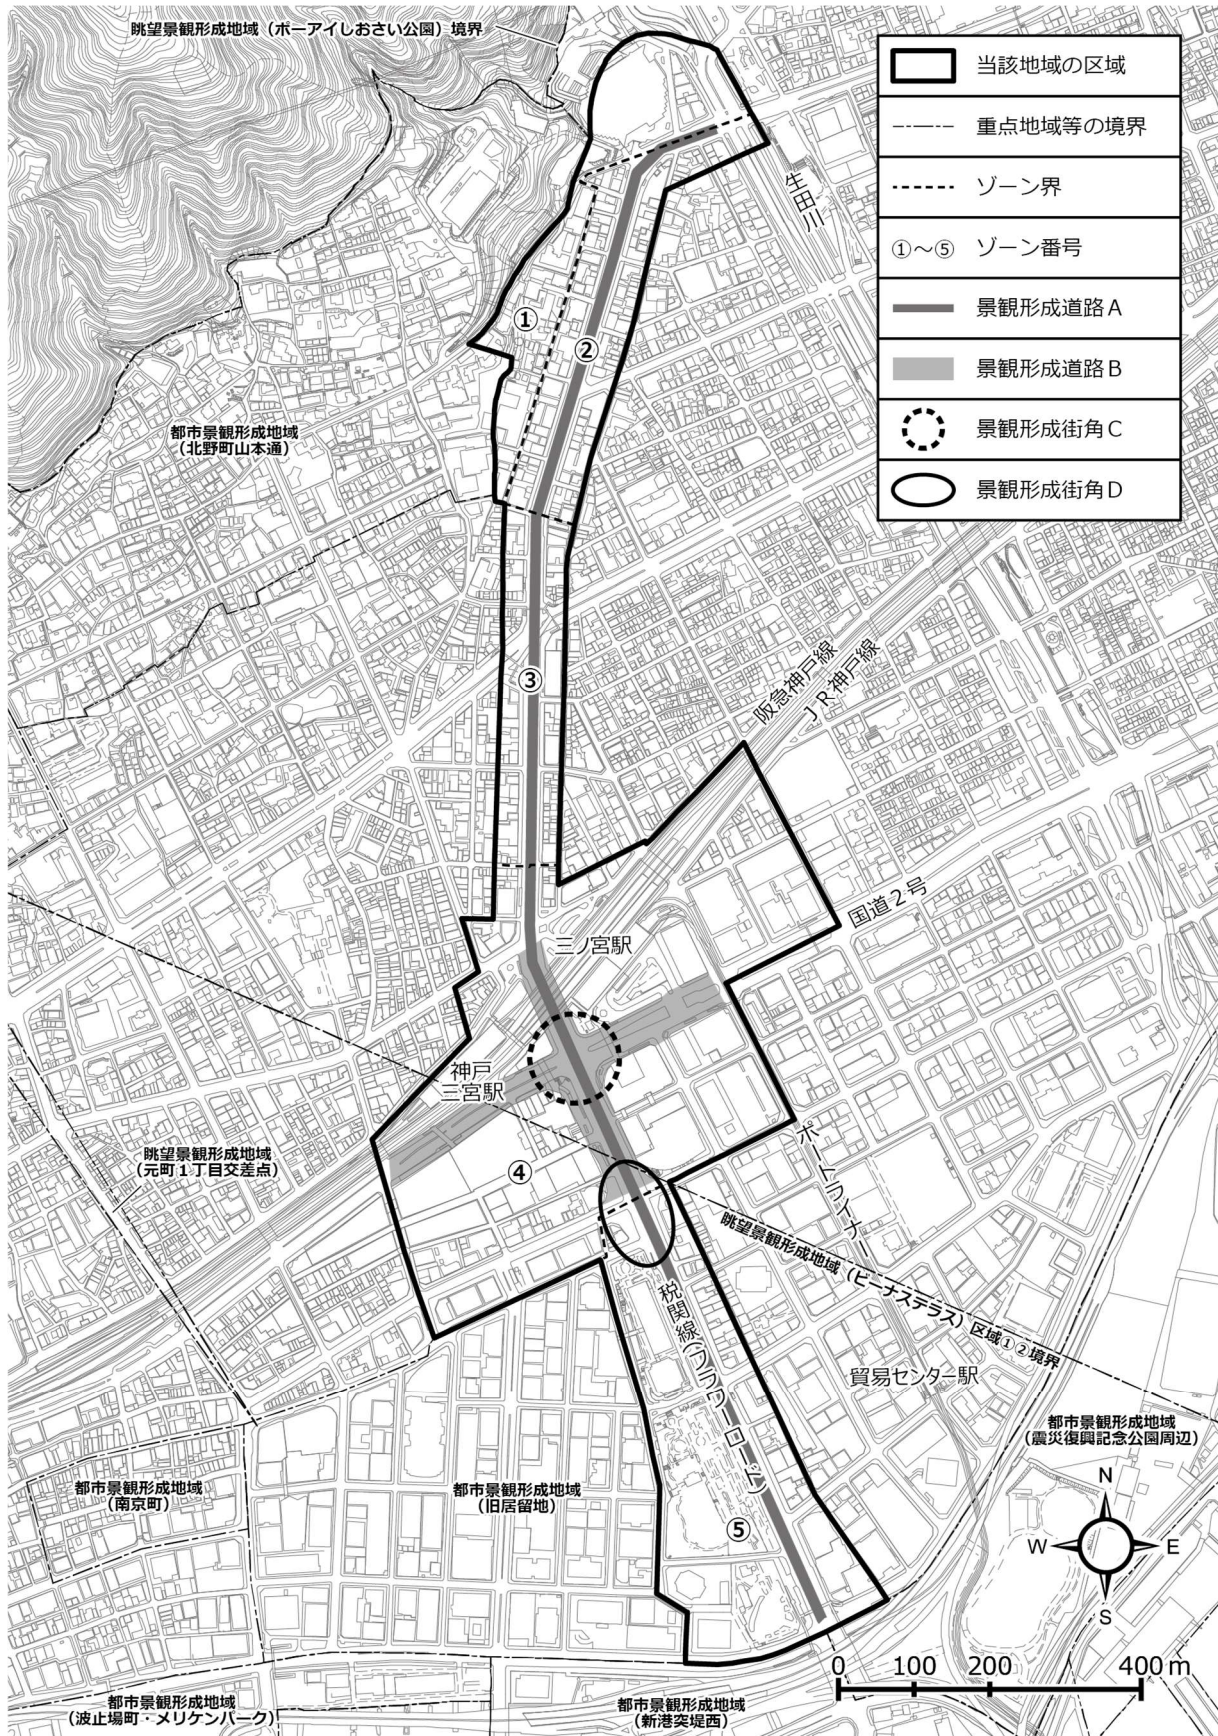 眺望景観形成地域（ポーアイしおさい公園）境界
当該地域の区域
重点地域等の境界
ゾーン界
①～⑤ ゾーン番号
景観形成道路A
景観形成道路B
景観形成街角C
景観形成街角D
生田川
①
②
都市景観形成地域
（北野町山本通）
③
阪急神戸線
JR神戸線
国道２号
三ノ宮駅
神戸
三宮駅
眺望景観形成地域
（元町１丁目交差点）
④
ポートライナー
眺望景観形成地域（ビーナステラス）区域①②境界
税関線（フラワーロード）
貿易センター駅
都市景観形成地域
（震災復興記念公園周辺）
都市景観形成地域
（南京町）
都市景観形成地域
（旧居留地）
⑤
N
W
E
S
0 100 200 400m
都市景観形成地域
（波止場町・メリケンパーク）
都市景観形成地域
（新港突堤西）